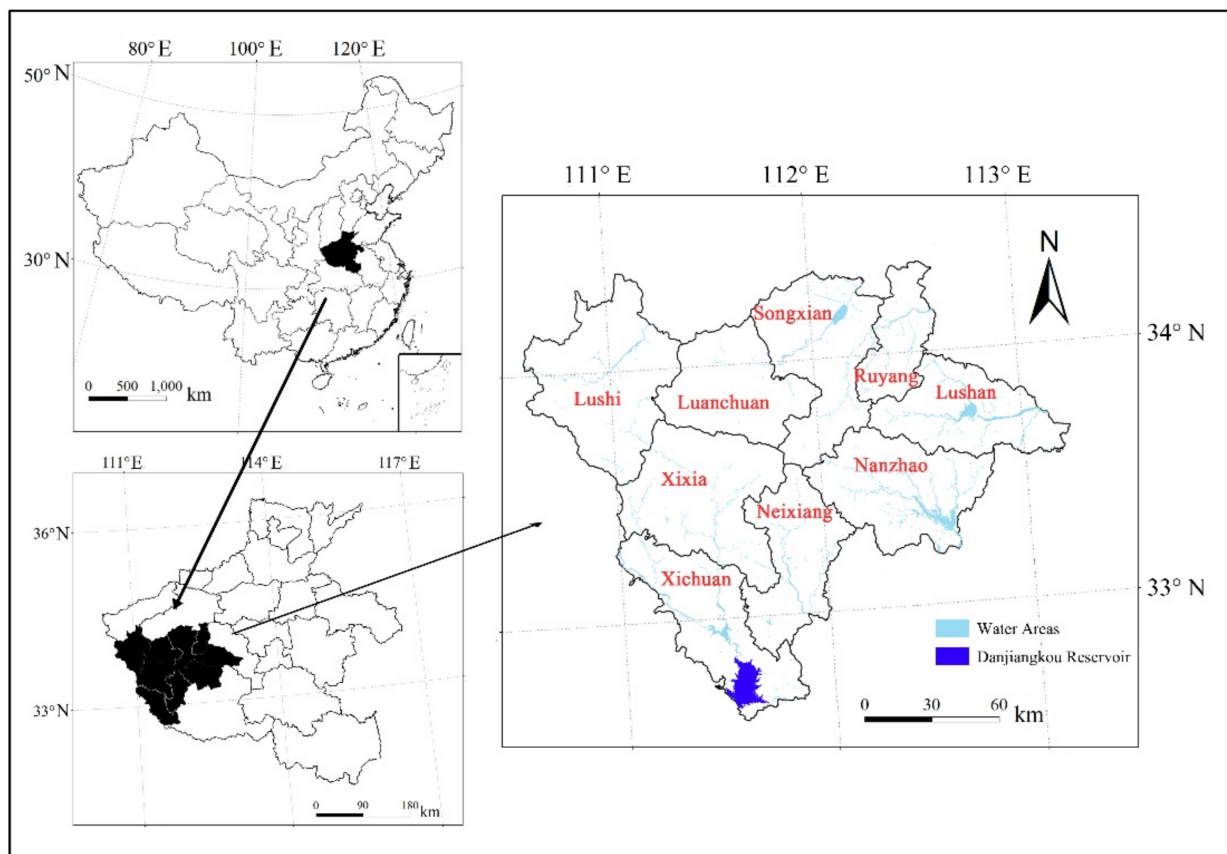 80° E 100° E 120° E
50° N
30° N
0 500 1,000
km
111°E 114°E 117°E
36°N
33°N
0 90 180
km
111° E 112° E 113° E
N
34° N
33° N
Songxian
Ruyang
Lushan
Lushi
Luanchuan
Nanzhao
Xixia
Neixiang
Xichuan
Water Areas
Danjiangkou Reservoir
0 30 60
km